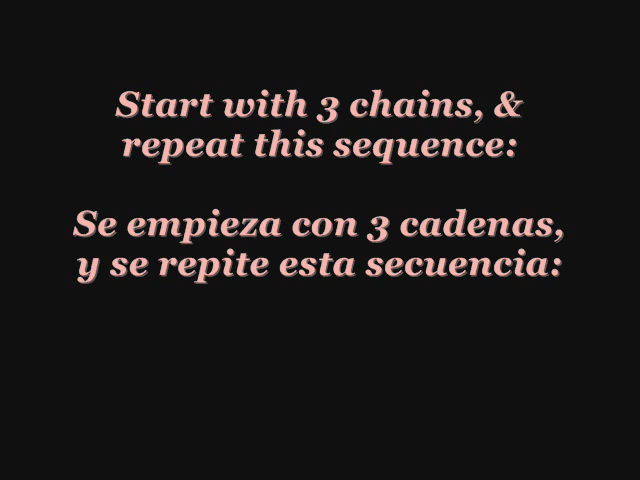 Start with 3 chains, &
repeat this sequence:
Se empieza con 3 cadenas,
y se repite esta secuencia: